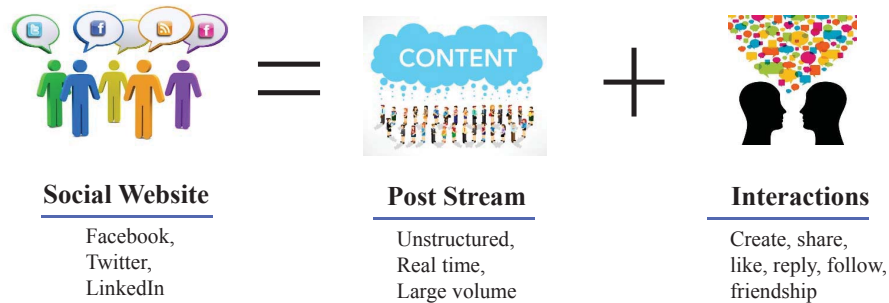 CONTENT
Social Website
Facebook,
Twitter,
LinkedIn
Post Stream
Unstructured,
Real time,
Large volume
Interactions
Create, share,
like, reply, follow,
friendship